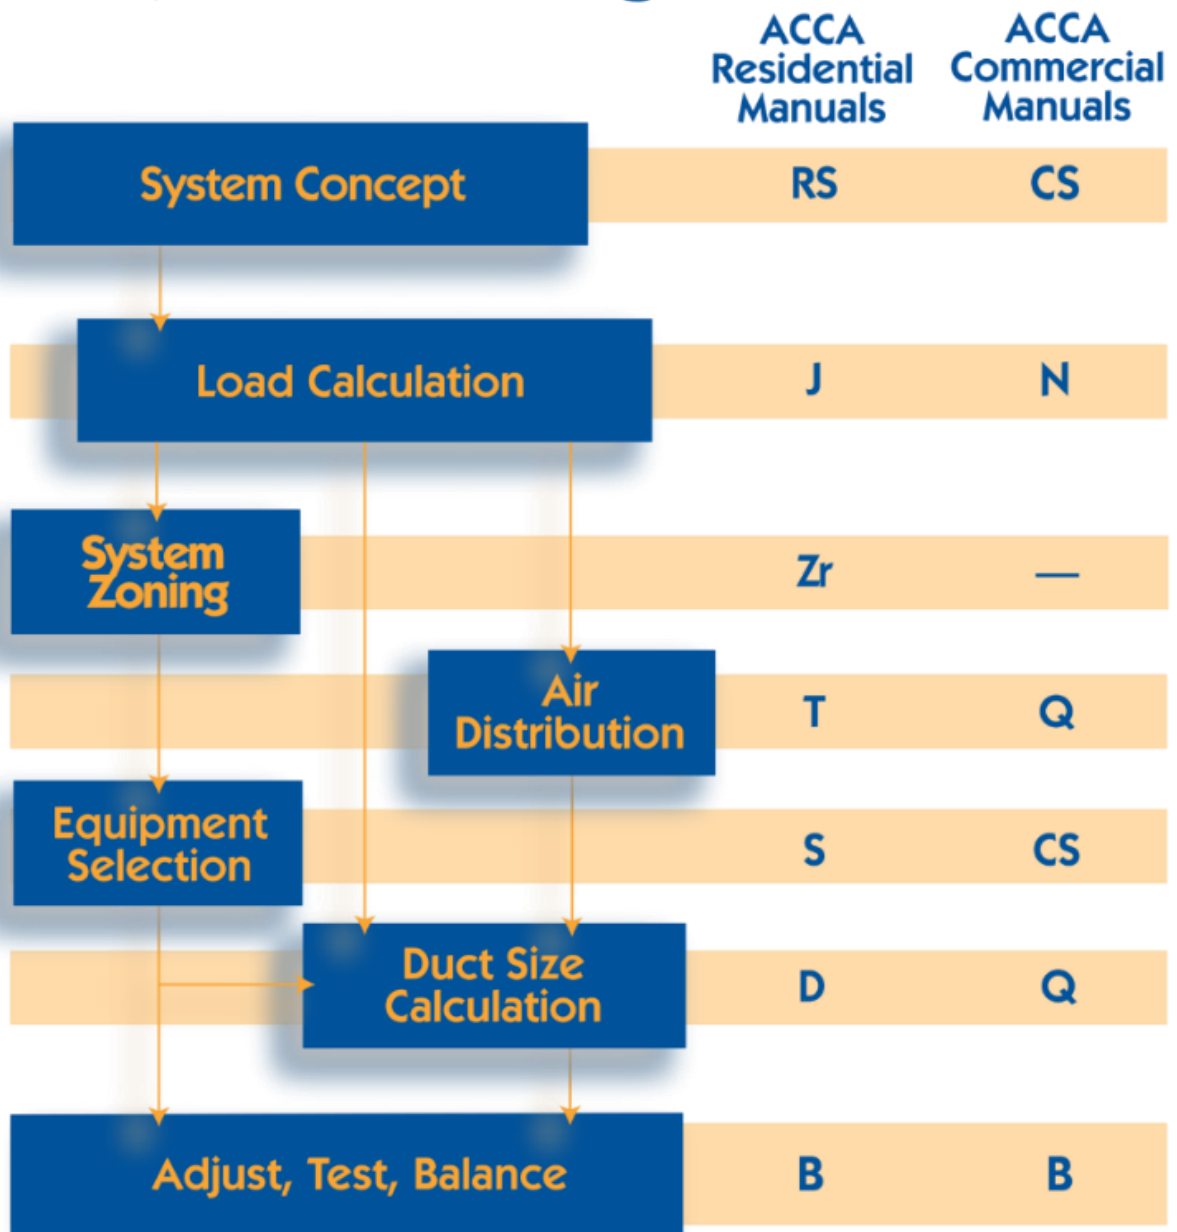 ACCA
Residential
Manuals
ACCA
Commercial
Manuals
System Concept
RS
CS
Load Calculation
J
N
System
Zoning
Zr
—
Air
Distribution
T
Q
Equipment
Selection
S
CS
Duct Size
Calculation
D
Q
Adjust, Test, Balance
B
B